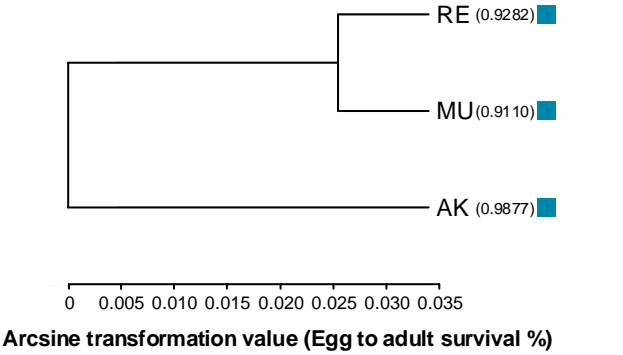 RE (0.9282)
MU (0.9110)
AK (0.9877)
0 0.005 0.010 0.015 0.020 0.025 0.030 0.035
Arcsine transformation value (Egg to adult survival %)